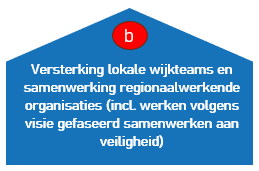 b
Versterking lokale wijkteams en
samenwerking regionaalwerkende
organisaties (incl. werken volgens
visie gefaseerd samenwerken aan
veiligheid)